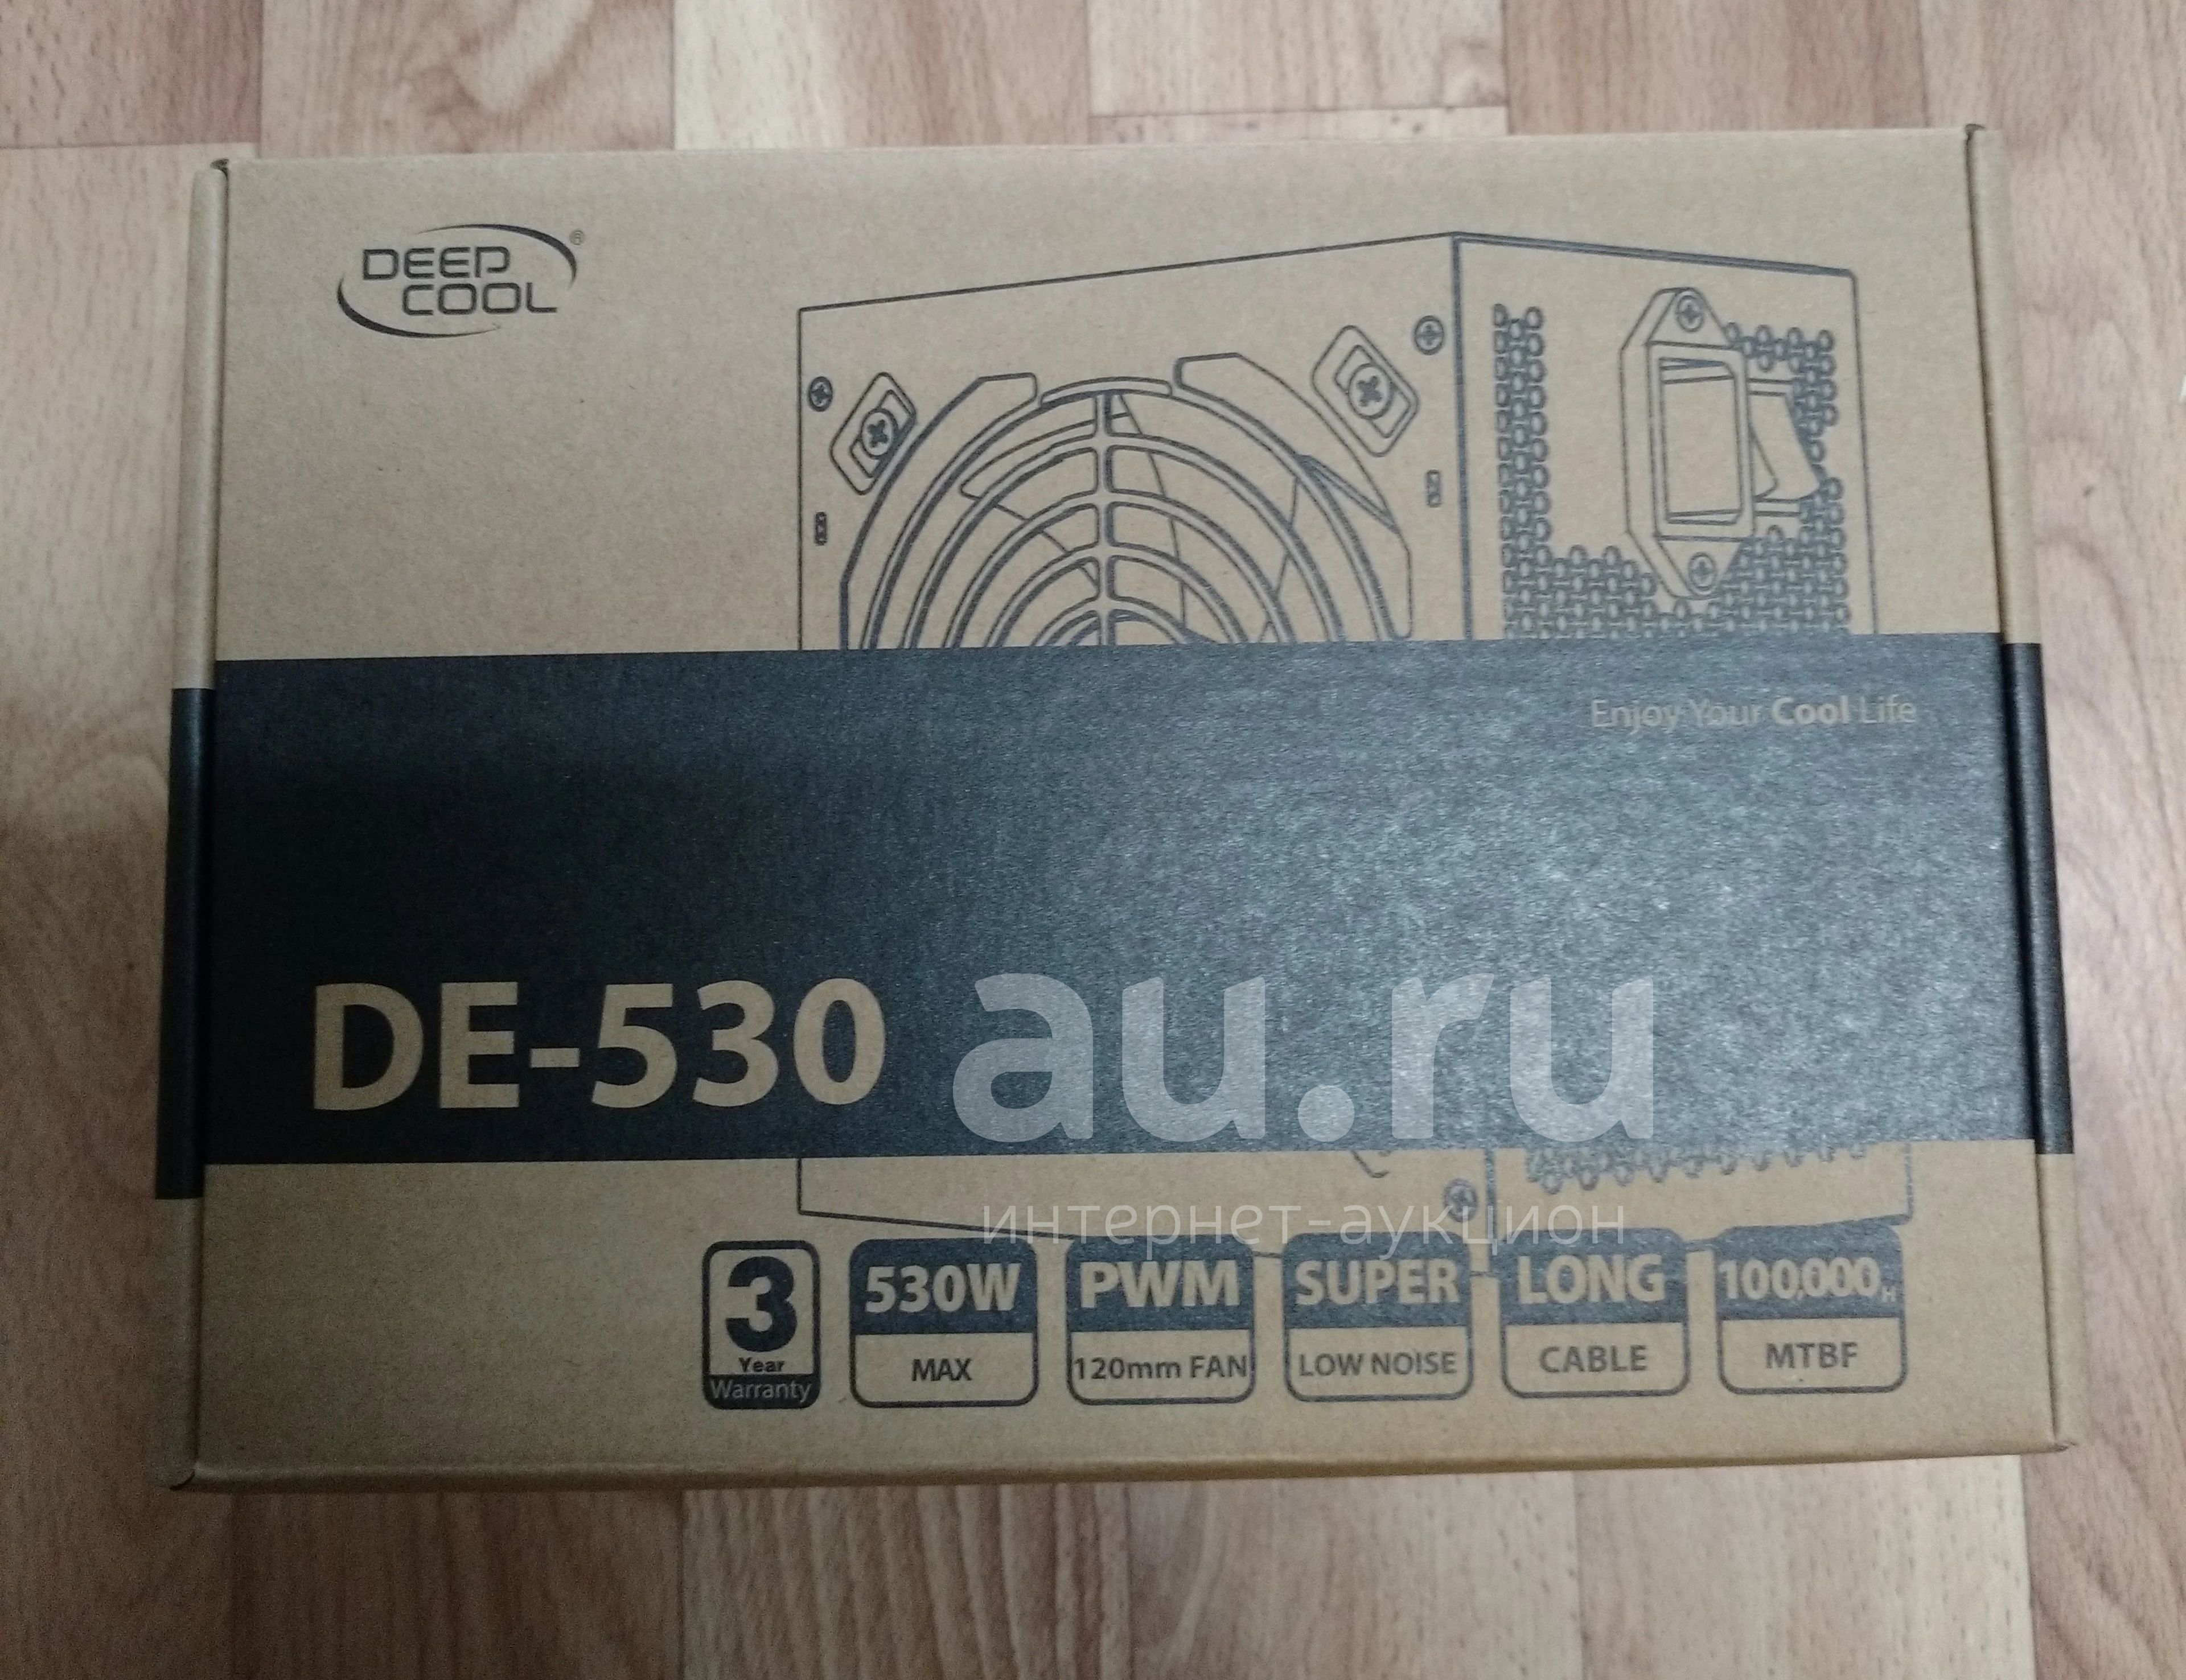 DEEP
COOL®
Enjoy Your Cool Life
DE-530
au.ru
интернет-аукцион
3
Year
Warranty
530W
MAX
PWM
120mm FAN
SUPER
LOW NOISE
LONG
CABLE
100,000H
MTBF